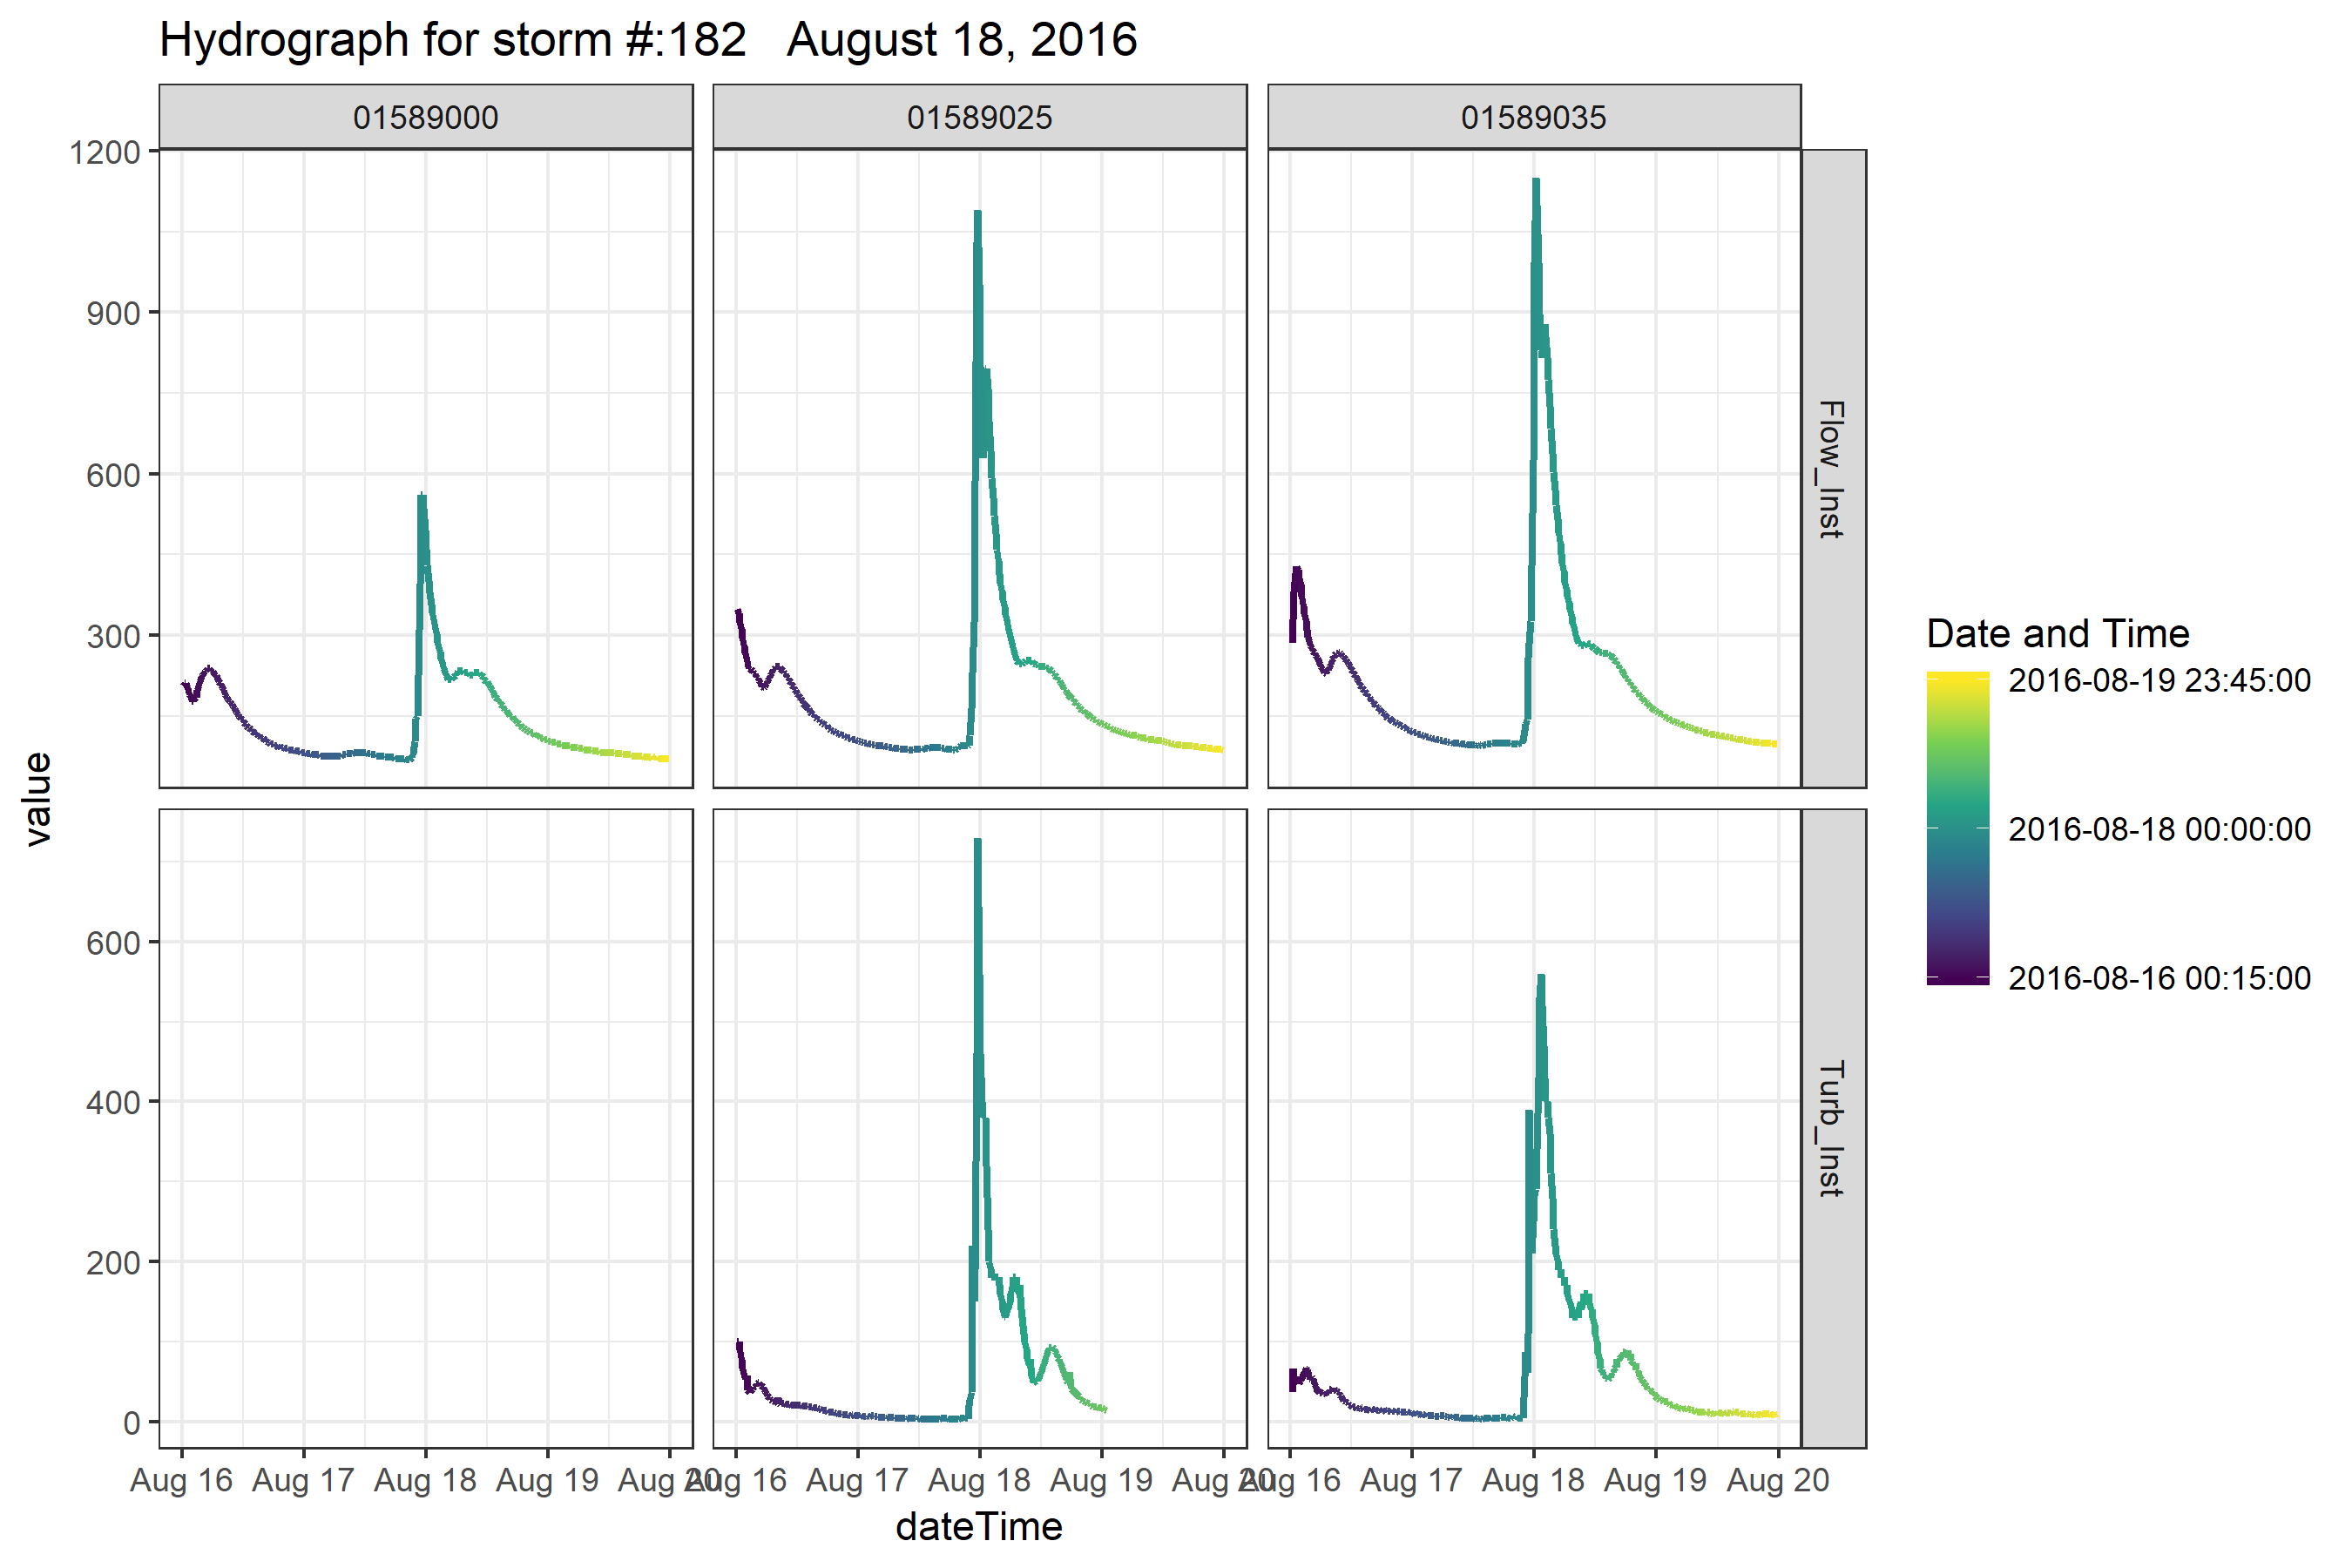 Hydrograph for storm #:182   August 18, 2016
01589000
01589025
01589035
1200
900
600
300
Flow_Inst
600
400
200
0
Turb_Inst
Aug 16 Aug 17 Aug 18 Aug 19 Aug 20
Aug 16 Aug 17 Aug 18 Aug 19 Aug 20
Aug 16 Aug 17 Aug 18 Aug 19 Aug 20
dateTime
value
Date and Time
2016-08-19 23:45:00
2016-08-18 00:00:00
2016-08-16 00:15:00